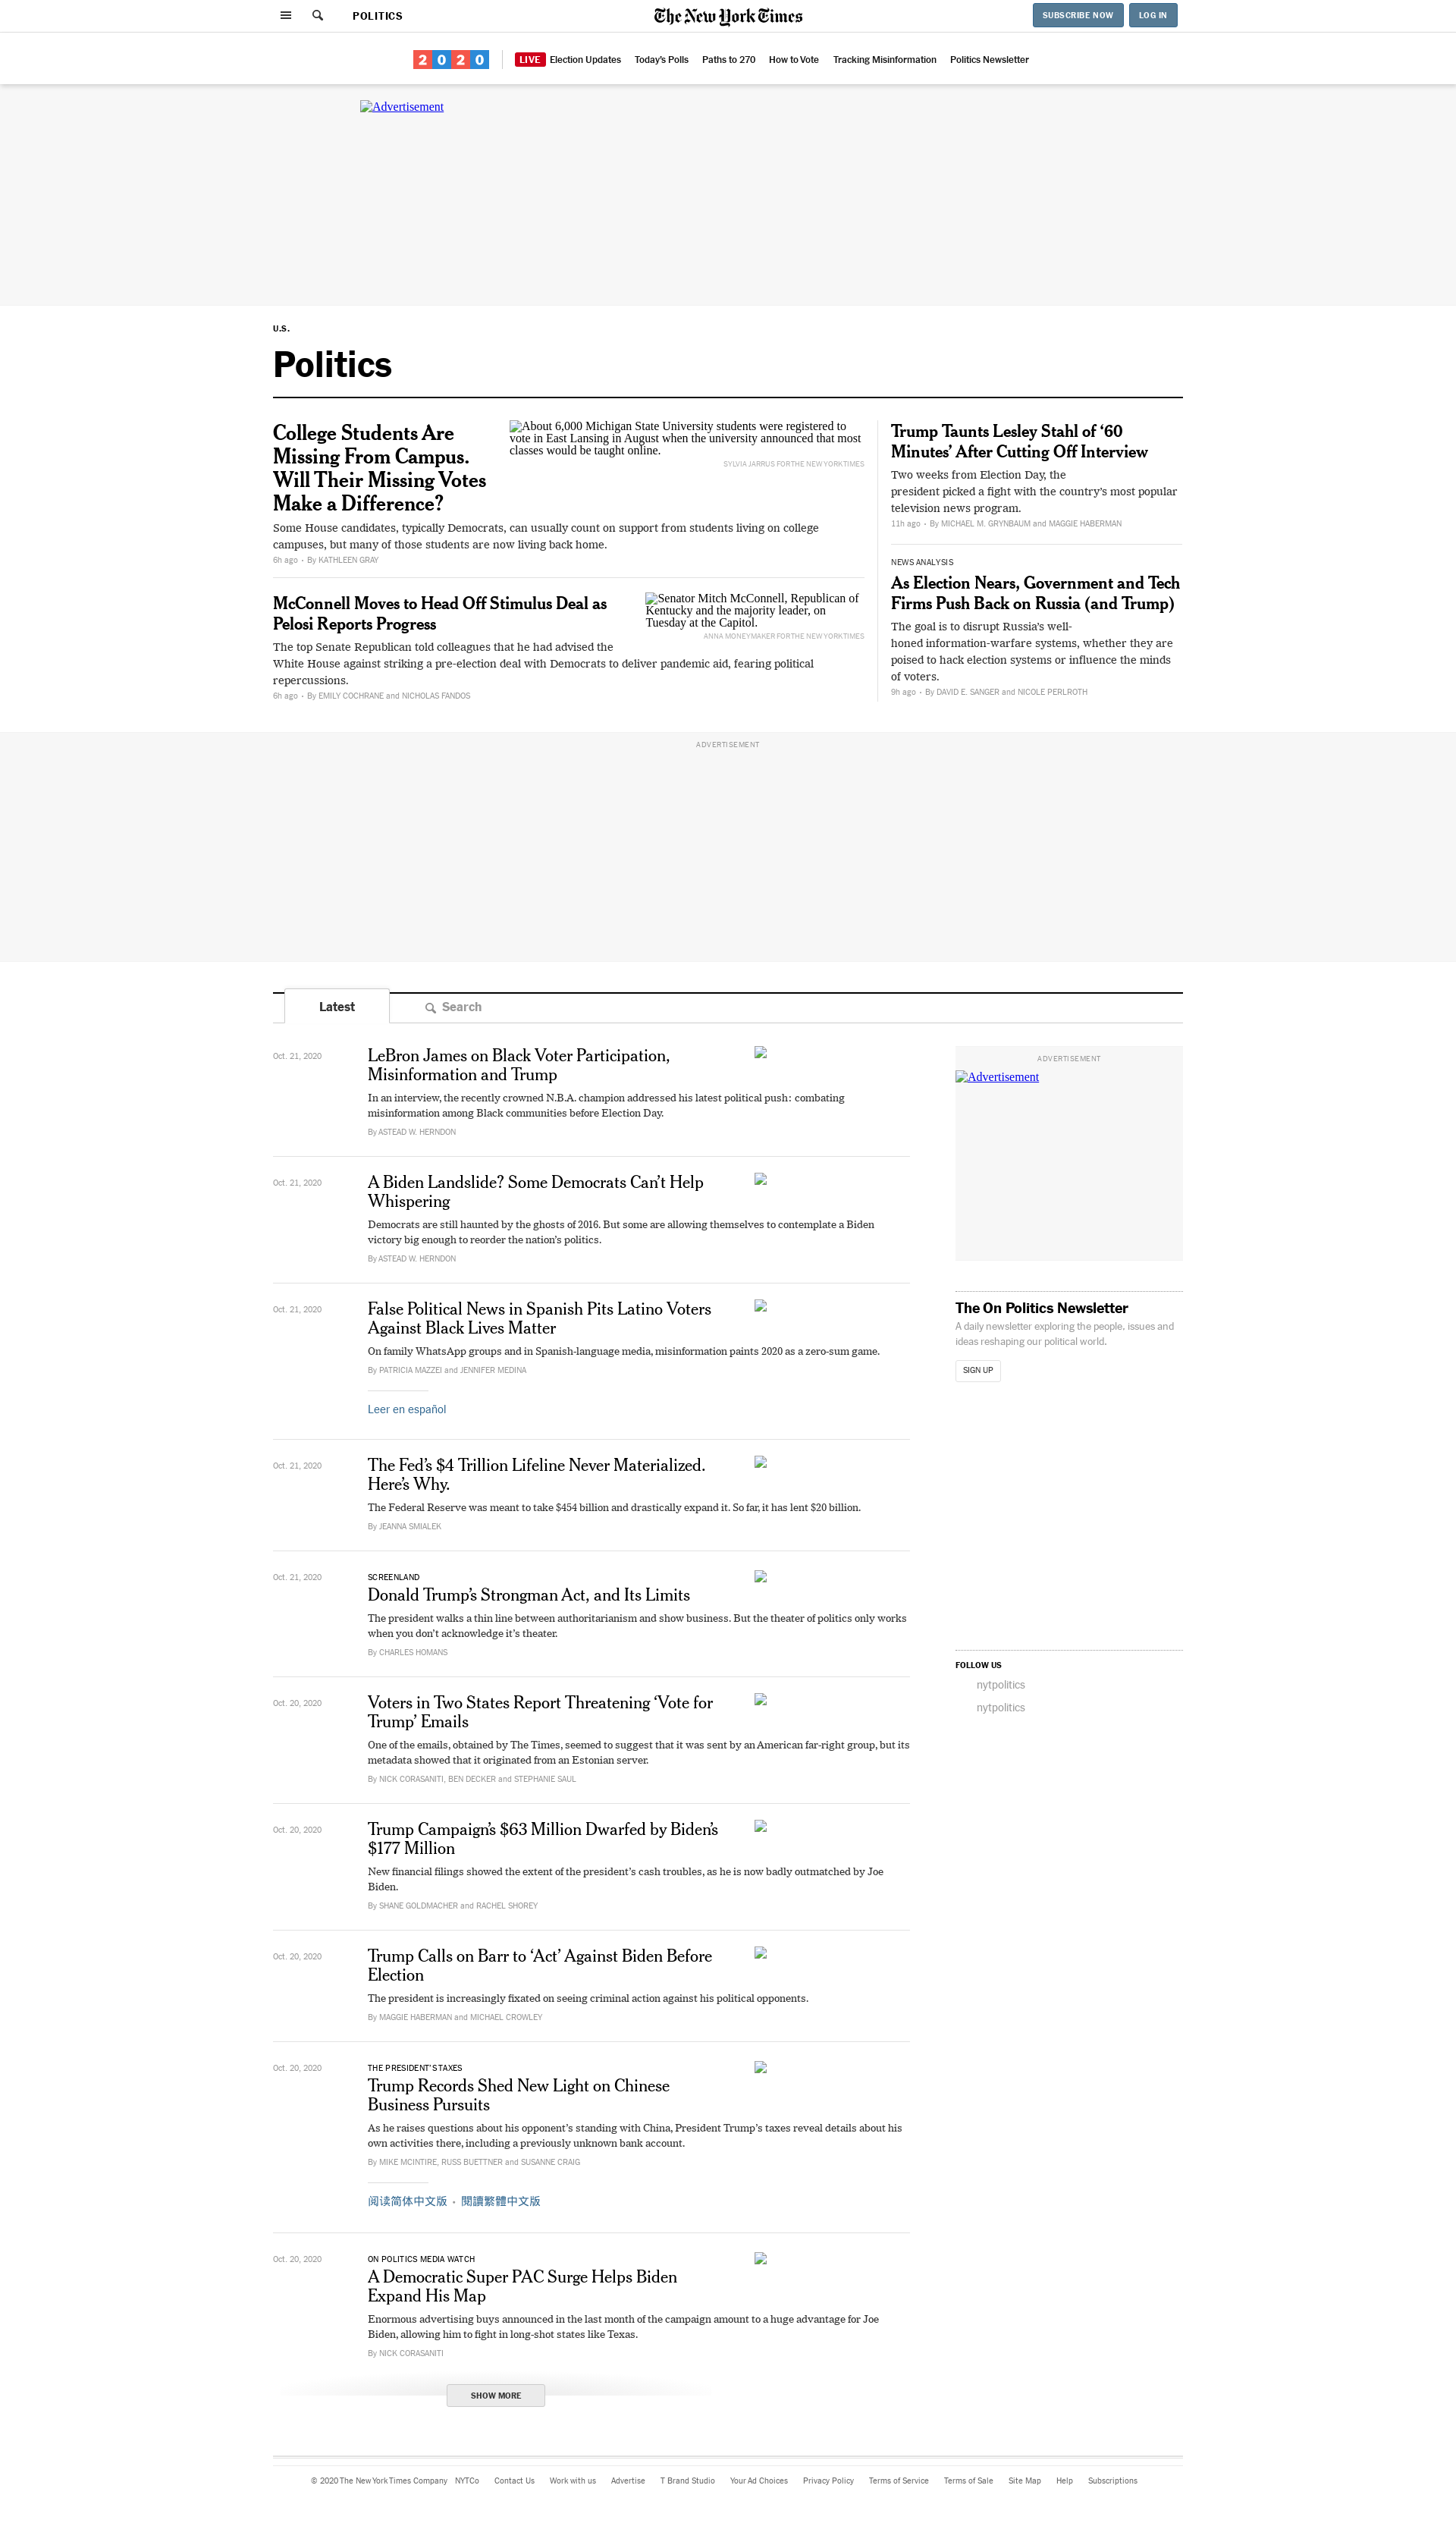 POLITICS
The New York Times
SUBSCRIBE NOW
LOG IN
2020
LIVE Election Updates
Today's Polls
Paths to 270
How to Vote
Tracking Misinformation
Politics Newsletter
Advertisement
U.S.
Politics
College Students Are
Missing From Campus.
Will Their Missing Votes
Make a Difference?
About 6,000 Michigan State University students were registered to
vote in East Lansing in August when the university announced that most
classes would be taught online.
SYLVIA JARRUS FOR THE NEW YORK TIMES
Some House candidates, typically Democrats, can usually count on support from students living on college
campuses, but many of those students are now living back home.
6h ago • By KATHLEEN GRAY
McConnell Moves to Head Off Stimulus Deal as
Pelosi Reports Progress
Senator Mitch McConnell, Republican of
Kentucky and the majority leader, on
Tuesday at the Capitol.
ANNA MONEYMAKER FOR THE NEW YORK TIMES
The top Senate Republican told colleagues that he had advised the
White House against striking a pre-election deal with Democrats to deliver pandemic aid, fearing political
repercussions.
6h ago • By EMILY COCHRANE and NICHOLAS FANDOS
Trump Taunts Lesley Stahl of ‘60
Minutes’ After Cutting Off Interview
Two weeks from Election Day, the
president picked a fight with the country’s most popular
television news program.
11h ago • By MICHAEL M. GRYNBAUM and MAGGIE HABERMAN
NEWS ANALYSIS
As Election Nears, Government and Tech
Firms Push Back on Russia (and Trump)
The goal is to disrupt Russia’s well-
honed information-warfare systems, whether they are
poised to hack election systems or influence the minds
of voters.
9h ago • By DAVID E. SANGER and NICOLE PERLROTH
ADVERTISEMENT
Latest
Search
Oct. 21, 2020
LeBron James on Black Voter Participation,
Misinformation and Trump
In an interview, the recently crowned N.B.A. champion addressed his latest political push: combating
misinformation among Black communities before Election Day.
By ASTEAD W. HERNDON
Oct. 21, 2020
A Biden Landslide? Some Democrats Can’t Help
Whispering
Democrats are still haunted by the ghosts of 2016. But some are allowing themselves to contemplate a Biden
victory big enough to reorder the nation’s politics.
By ASTEAD W. HERNDON
Oct. 21, 2020
False Political News in Spanish Pits Latino Voters
Against Black Lives Matter
On family WhatsApp groups and in Spanish-language media, misinformation paints 2020 as a zero-sum game.
By PATRICIA MAZZEI and JENNIFER MEDINA
Leer en español
Oct. 21, 2020
The Fed’s $4 Trillion Lifeline Never Materialized.
Here’s Why.
The Federal Reserve was meant to take $454 billion and drastically expand it. So far, it has lent $20 billion.
By JEANNA SMIALEK
Oct. 21, 2020
SCREENLAND
Donald Trump’s Strongman Act, and Its Limits
The president walks a thin line between authoritarianism and show business. But the theater of politics only works
when you don’t acknowledge it’s theater.
By CHARLES HOMANS
Oct. 20, 2020
Voters in Two States Report Threatening ‘Vote for
Trump’ Emails
One of the emails, obtained by The Times, seemed to suggest that it was sent by an American far-right group, but its
metadata showed that it originated from an Estonian server.
By NICK CORASANITI, BEN DECKER and STEPHANIE SAUL
Oct. 20, 2020
Trump Campaign’s $63 Million Dwarfed by Biden’s
$177 Million
New financial filings showed the extent of the president’s cash troubles, as he is now badly outmatched by Joe
Biden.
By SHANE GOLDMACHER and RACHEL SHOREY
Oct. 20, 2020
Trump Calls on Barr to ‘Act’ Against Biden Before
Election
The president is increasingly fixated on seeing criminal action against his political opponents.
By MAGGIE HABERMAN and MICHAEL CROWLEY
Oct. 20, 2020
THE PRESIDENT'S TAXES
Trump Records Shed New Light on Chinese
Business Pursuits
As he raises questions about his opponent’s standing with China, President Trump’s taxes reveal details about his
own activities there, including a previously unknown bank account.
By MIKE MCINTIRE, RUSS BUETTNER and SUSANNE CRAIG
阅读简体中文版 • 閱讀繁體中文版
Oct. 20, 2020
ON POLITICS MEDIA WATCH
A Democratic Super PAC Surge Helps Biden
Expand His Map
Enormous advertising buys announced in the last month of the campaign amount to a huge advantage for Joe
Biden, allowing him to fight in long-shot states like Texas.
By NICK CORASANITI
SHOW MORE
ADVERTISEMENT
Advertisement
The On Politics Newsletter
A daily newsletter exploring the people, issues and
ideas reshaping our political world.
SIGN UP
FOLLOW US
nytpolitics
nytpolitics
© 2020 The New York Times Company NYTCo Contact Us Work with us Advertise T Brand Studio Your Ad Choices Privacy Policy Terms of Service Terms of Sale Site Map Help Subscriptions